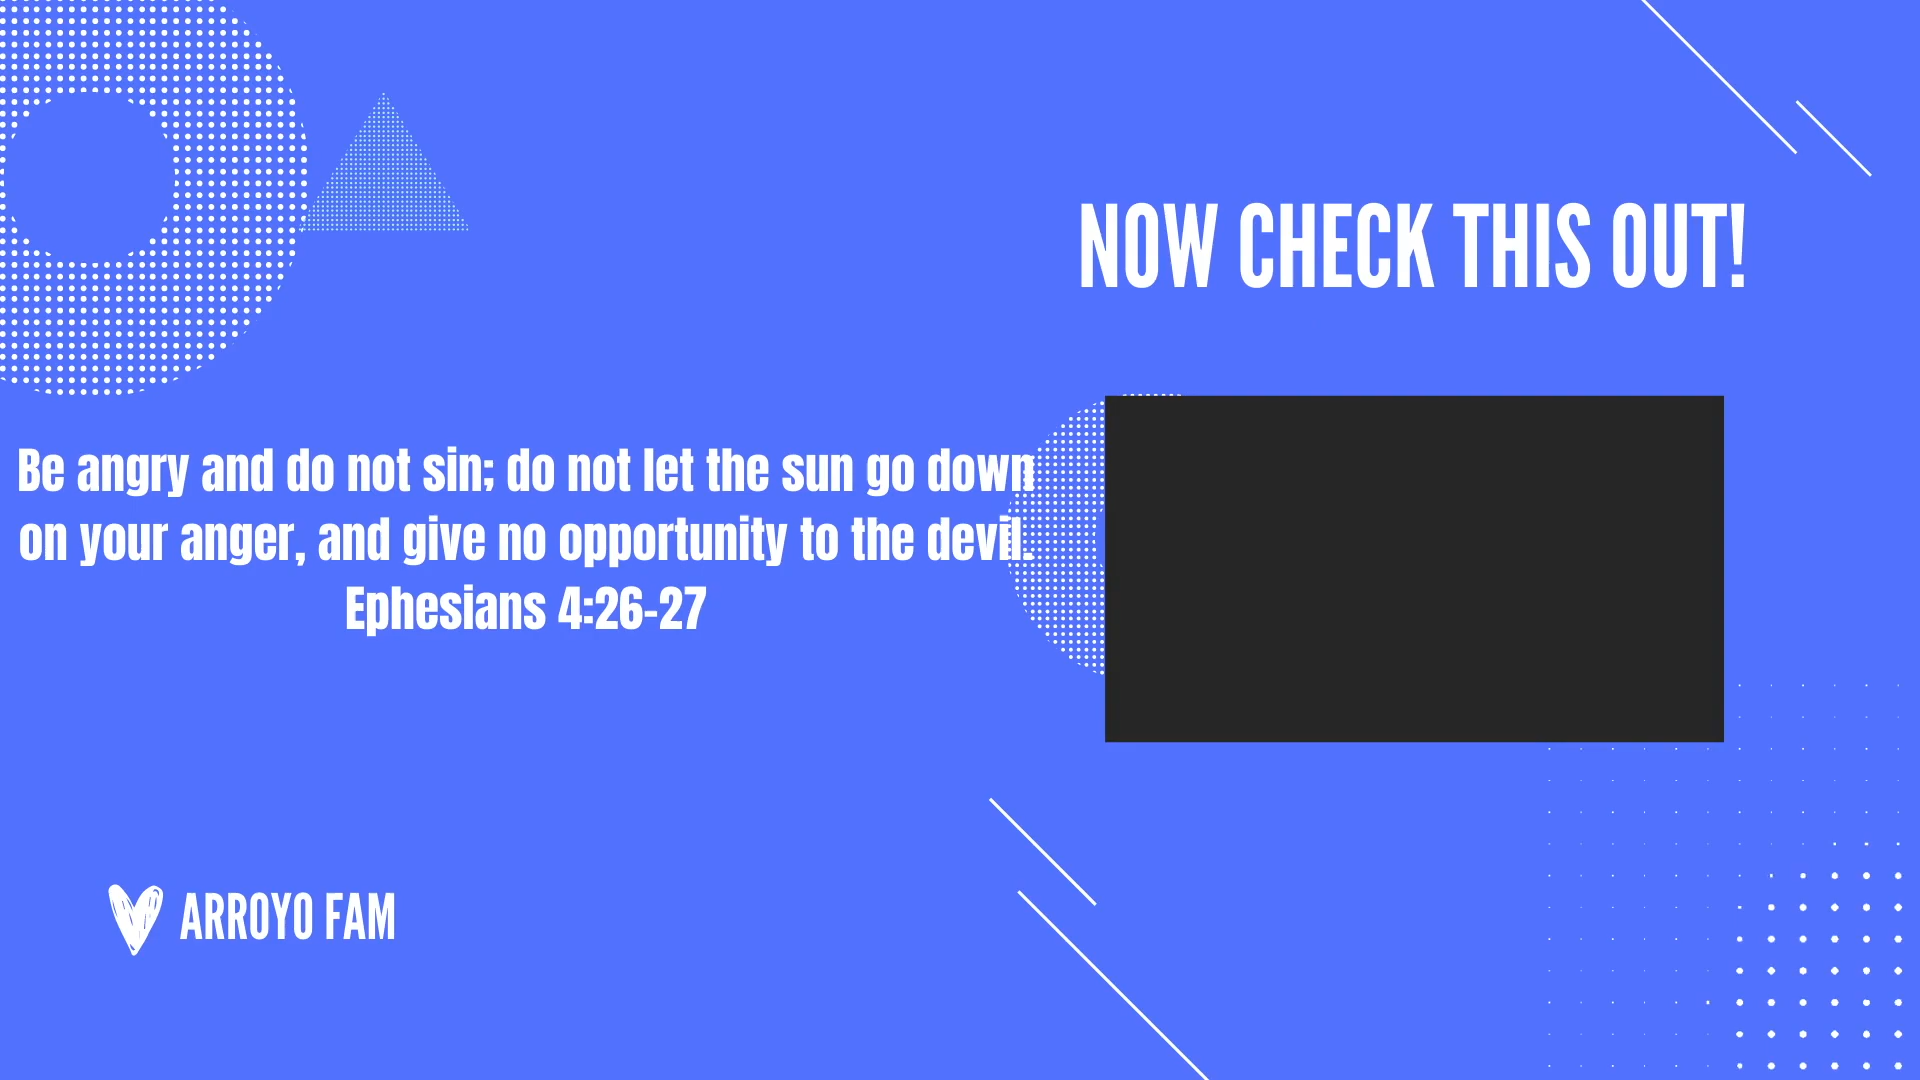 NOW CHECK THIS OUT!
Be angry and do not sin; do not let the sun go down
on your anger, and give no opportunity to the devil.
Ephesians 4:26-27
ARROYO FAM